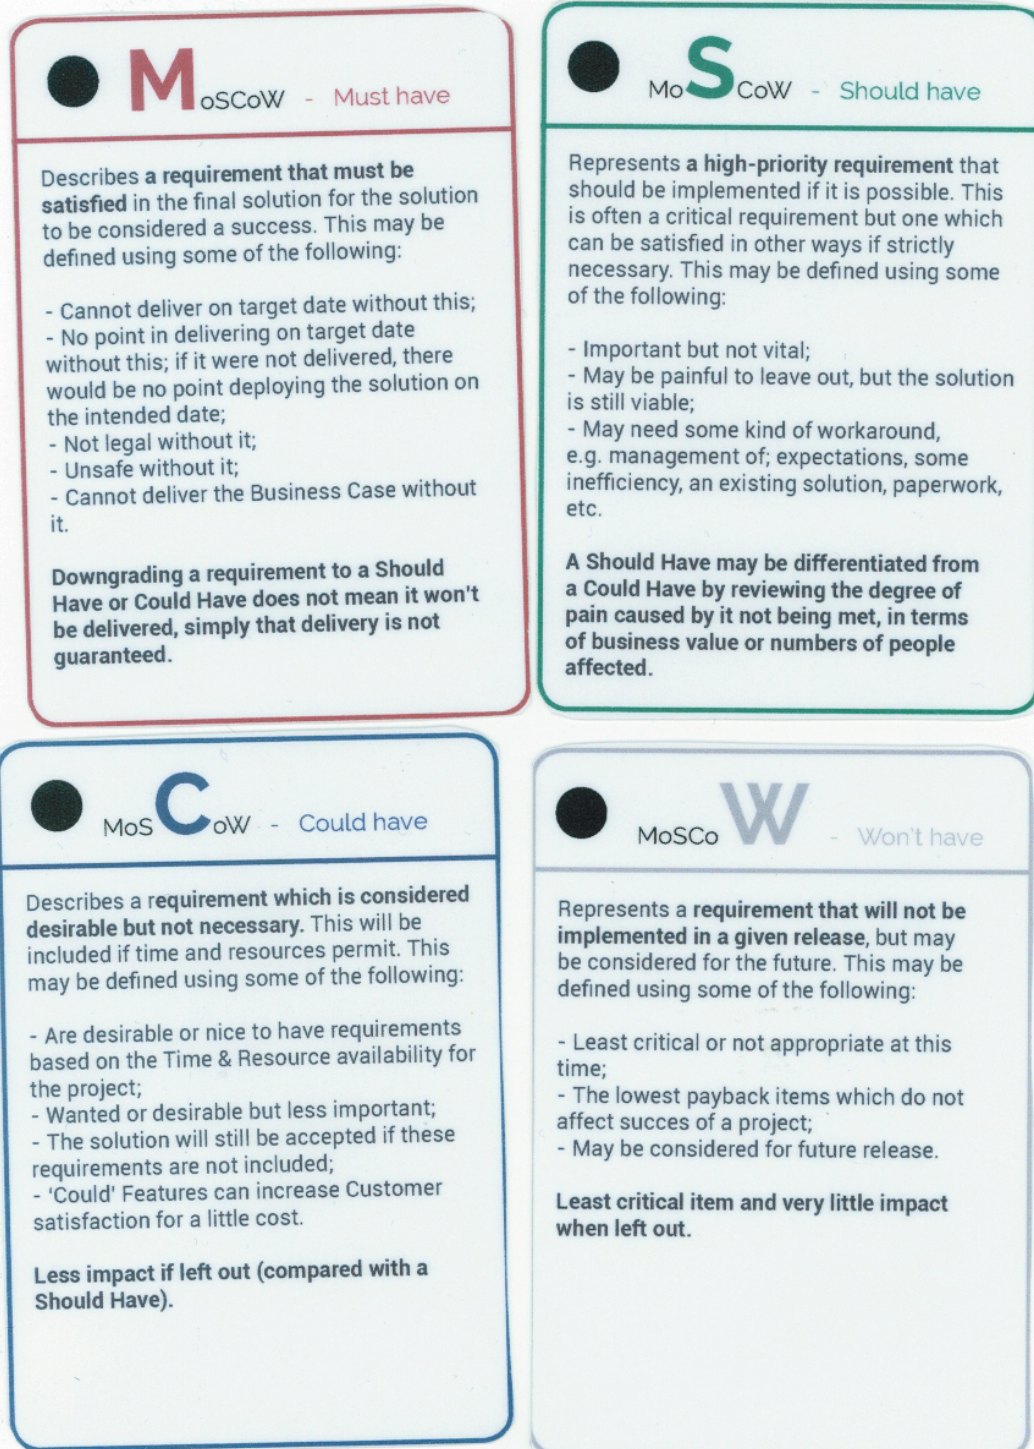 MoSCoW - Must have
Describes a requirement that must be
satisfied in the final solution for the solution
to be considered a success. This may be
defined using some of the following:
- Cannot deliver on target date without this;
- No point in delivering on target date
without this; if it were not delivered, there
would be no point deploying the solution on
the intended date;
- Not legal without it;
- Unsafe without it;
- Cannot deliver the Business Case without
it.
Downgrading a requirement to a Should
Have or Could Have does not mean it won't
be delivered, simply that delivery is not
guaranteed.
MoSCoW - Should have
Represents a high-priority requirement that
should be implemented if it is possible. This
is often a critical requirement but one which
can be satisfied in other ways if strictly
necessary. This may be defined using some
of the following:
- Important but not vital;
- May be painful to leave out, but the solution
is still viable;
- May need some kind of workaround,
e.g. management of; expectations, some
inefficiency, an existing solution, paperwork,
etc.
A Should Have may be differentiated from
a Could Have by reviewing the degree of
pain caused by it not being met, in terms
of business value or numbers of people
affected.
MoSCoW - Could have
Describes a requirement which is considered
desirable but not necessary. This will be
included if time and resources permit. This
may be defined using some of the following:
- Are desirable or nice to have requirements
based on the Time & Resource availability for
the project;
- Wanted or desirable but less important;
- The solution will still be accepted if these
requirements are not included;
- 'Could' Features can increase Customer
satisfaction for a little cost.
Less impact if left out (compared with a
Should Have).
MoSCoW - Won't have
Represents a requirement that will not be
implemented in a given release, but may
be considered for the future. This may be
defined using some of the following:
- Least critical or not appropriate at this
time;
- The lowest payback items which do not
affect succes of a project;
- May be considered for future release.
Least critical item and very little impact
when left out.